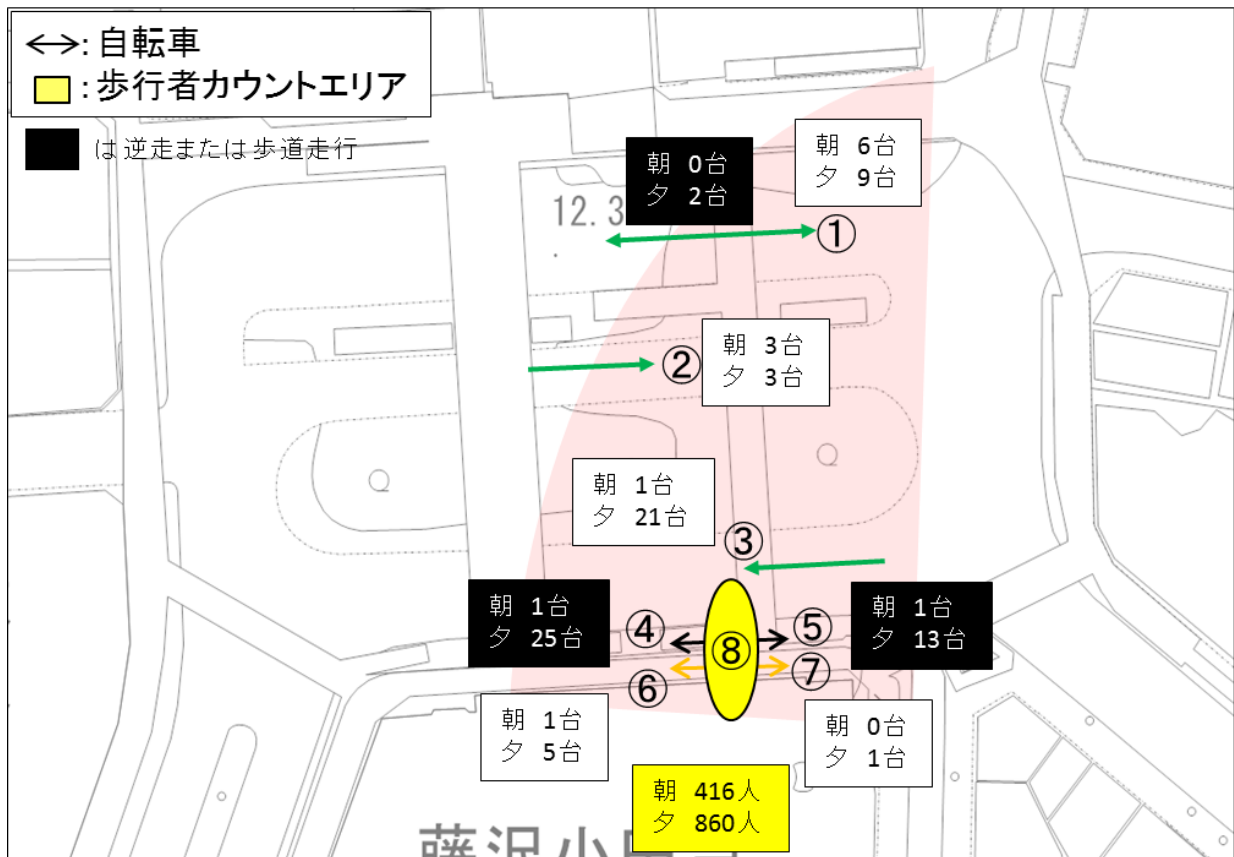 ↔: 自転車
: 歩行者カウントエリア
は逆走または歩道走行
朝 0台
夕 2台
朝 6台
夕 9台
12.3
①
②
朝 3台
夕 3台
朝 1台
夕 21台
③
朝 1台
夕 25台
④
⑧
⑤
朝 1台
夕 13台
⑥
⑦
朝 1台
夕 5台
朝 0台
夕 1台
朝 416人
夕 860人
藤沢小